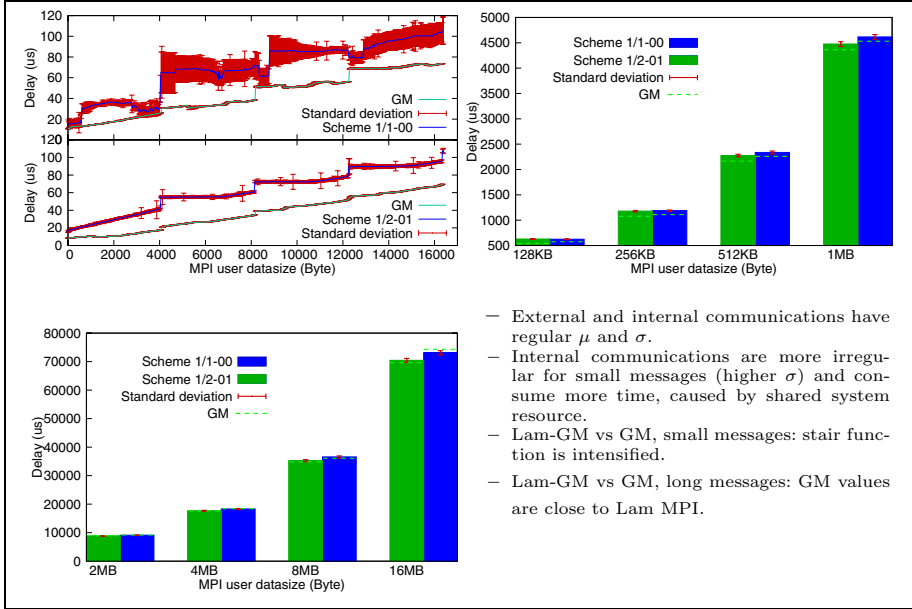 120
100
80
60
40
20
Delay (us)
GM
Standard deviation
Scheme 1/1-00
120
100
80
60
40
20
0
Delay (us)
GM
Scheme 1/2-01
Standard deviation
0 2000 4000 6000 8000 10000 12000 14000 16000
MPI user datasize (Byte)
5000
4500
4000
3500
3000
2500
2000
1500
1000
500
Delay (us)
Scheme 1/1-00
Scheme 1/2-01
Standard deviation
GM
128KB 256KB 512KB 1MB
MPI user datasize (Byte)
80000
70000
60000
50000
40000
30000
20000
10000
0
Delay (us)
Scheme 1/1-00
Scheme 1/2-01
Standard deviation
GM
2MB 4MB 8MB 16MB
MPI user datasize (Byte)
– External and internal communications have
regular μ and σ.
– Internal communications are more irregu-
lar for small messages (higher σ) and con-
sume more time, caused by shared system
resource.
– Lam-GM vs GM, small messages: stair func-
tion is intensified.
– Lam-GM vs GM, long messages: GM values
are close to Lam MPI.